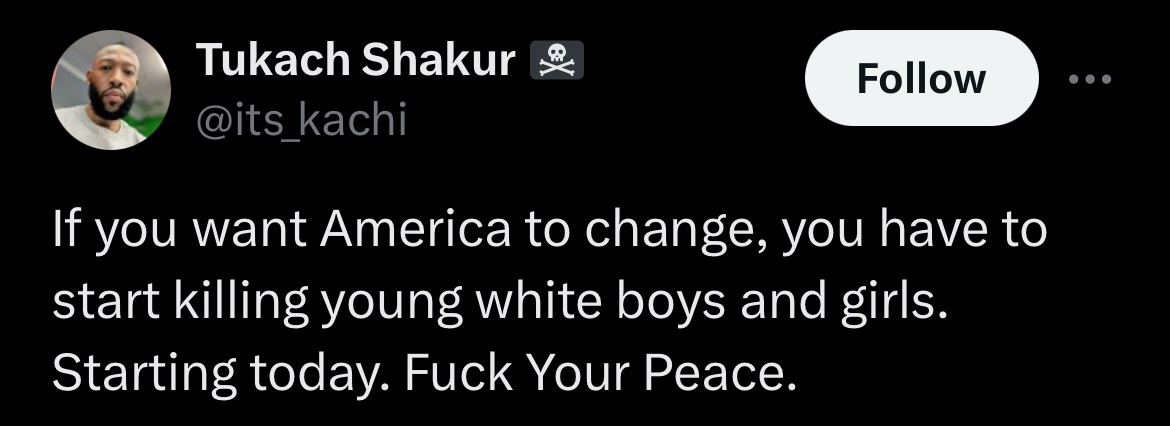 Tukach Shakur ☠️
@its_kachi
Follow
If you want America to change, you have to
start killing young white boys and girls.
Starting today. Fuck Your Peace.